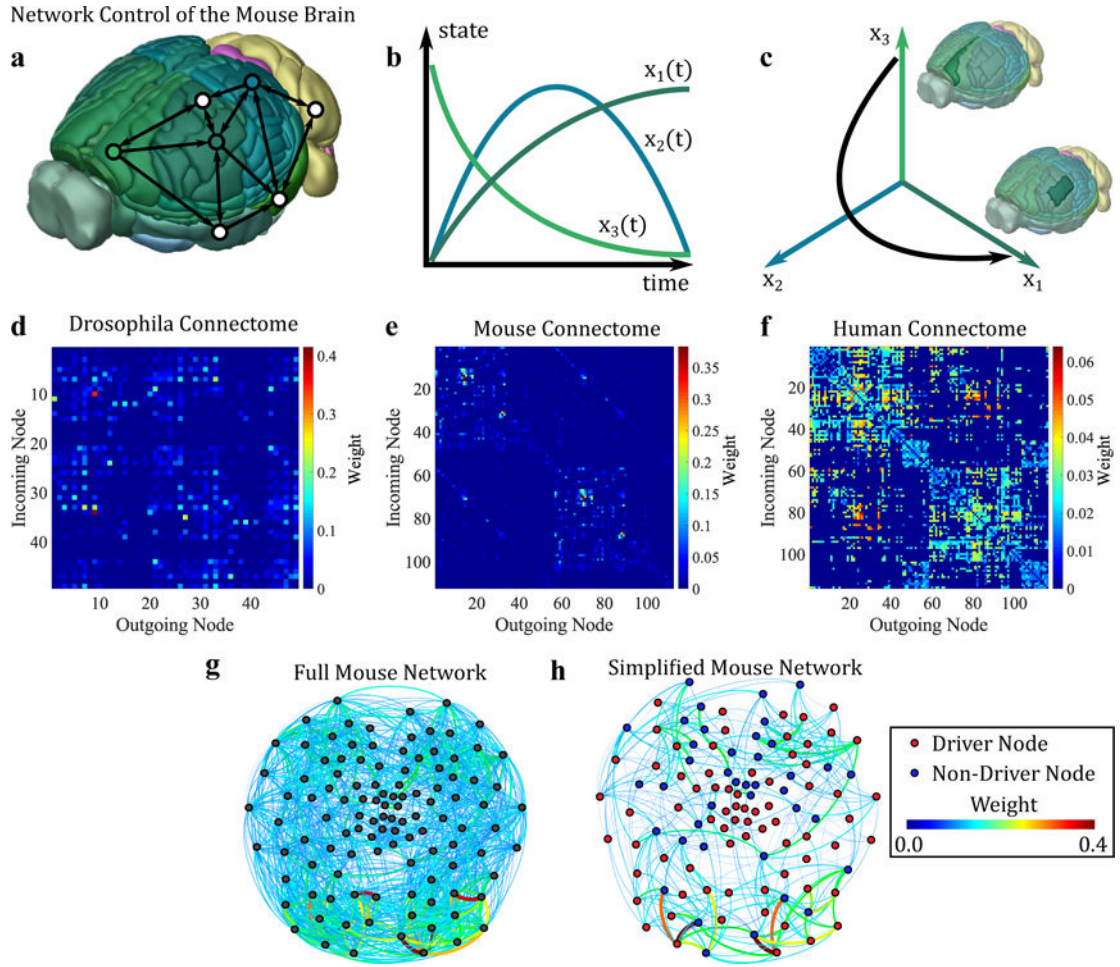 Network Control of the Mouse Brain
a
b
state
x1(t)
x2(t)
x3(t)
time
c
x3
x2
x1
d
Drosophila Connectome
10
20
30
40
Incoming Node
10
20
30
40
Outgoing Node
0.4
0.3
0.2
0.1
0
Weight
e
Mouse Connectome
20
40
60
80
100
Incoming Node
20
40
60
80
100
Outgoing Node
0.35
0.3
0.25
0.2
0.15
0.1
0.05
0
Weight
f
Human Connectome
20
40
60
80
100
Incoming Node
20
40
60
80
100
Outgoing Node
0.06
0.05
0.04
0.03
0.02
0.01
0
Weight
g
Full Mouse Network
h
Simplified Mouse Network
Driver Node
Non-Driver Node
Weight
0.0
0.4